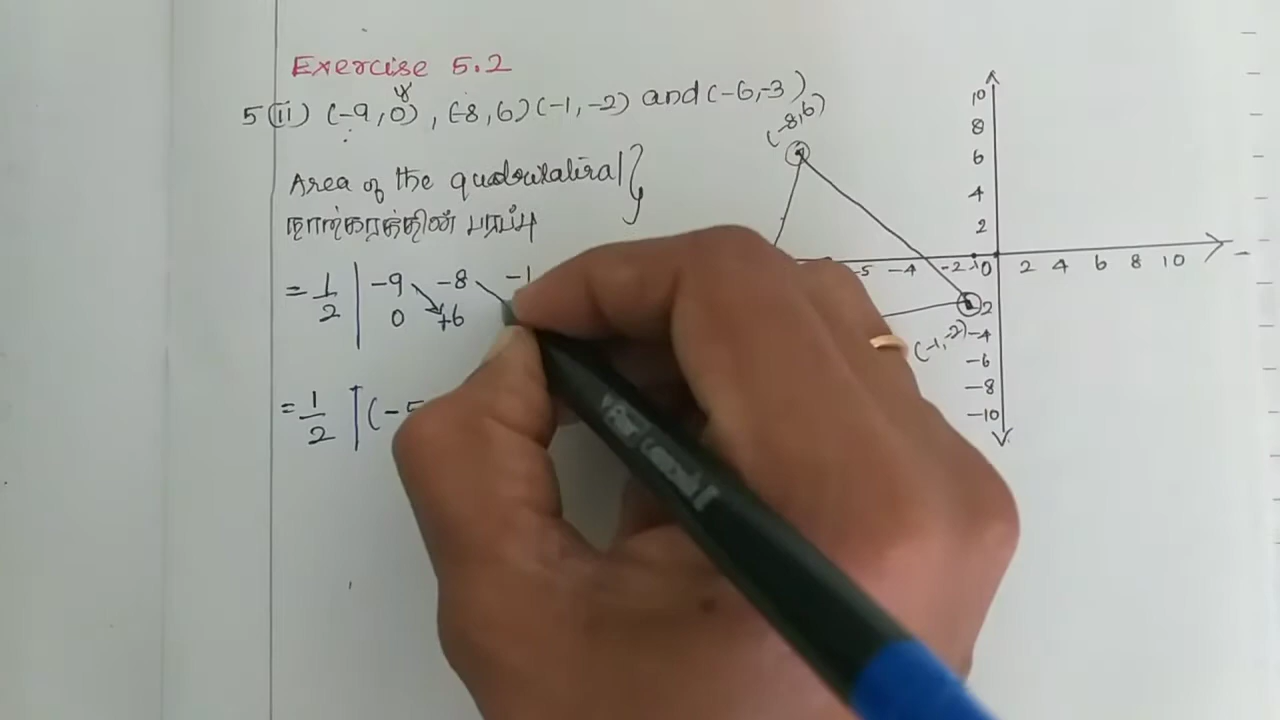 Exercise 5.2
5 (ii) (-9, 0), (-8, 6) (-1, -2) and (-6, -3)
Area of the quadrilateral }
நாற்கரத்தின் பரப்பு
= 1/2 | -9 -8 -1
0 +6
= 1/2 | (-5
(-8, 6)
10
8
6
4
2
-5 -4 -2 0 2 4 6 8 10
-2
(-1, -2) -4
-6
-8
-10